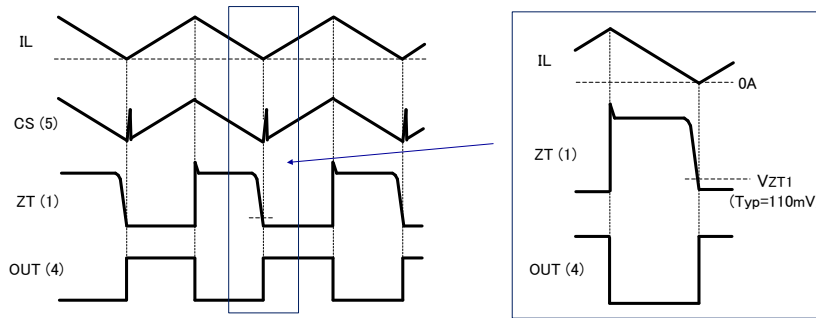 IL
CS (5)
ZT (1)
OUT (4)
IL
0A
ZT (1)
VZT1
(Typ=110mV
OUT (4)